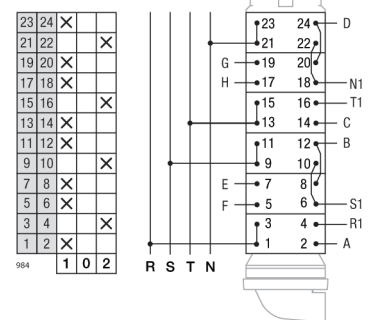 23 24 X
21 22 X
19 20 X
17 18 X
15 16 X
13 14 X
11 12 X
9 10 X
7 8 X
5 6 X
3 4 X
1 2 X
984 1 0 2
R S T N
23 24 D
21 22
G 19 20
H 17 18 N1
15 16 T1
13 14 C
11 12 B
9 10
E 7 8
F 5 6 S1
3 4 R1
1 2 A